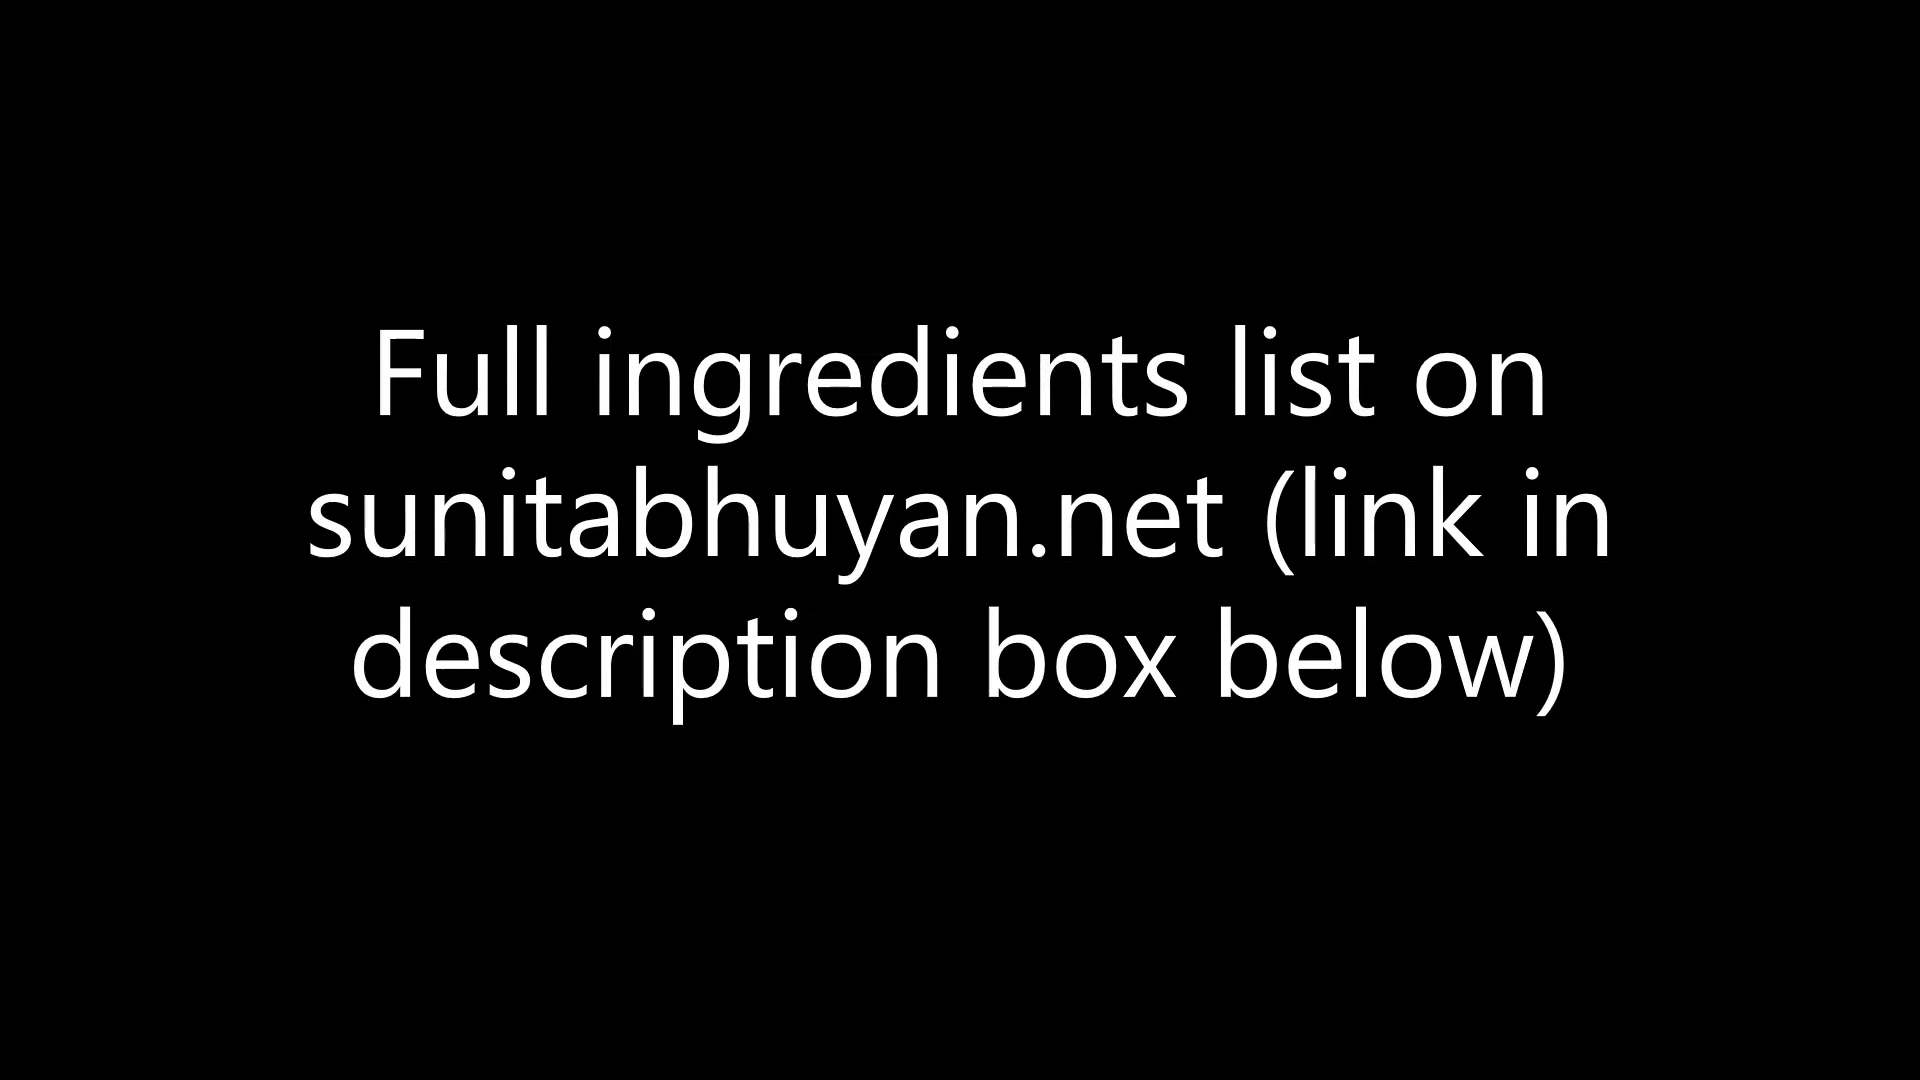 Full ingredients list on
sunitabhuyan.net (link in
description box below)